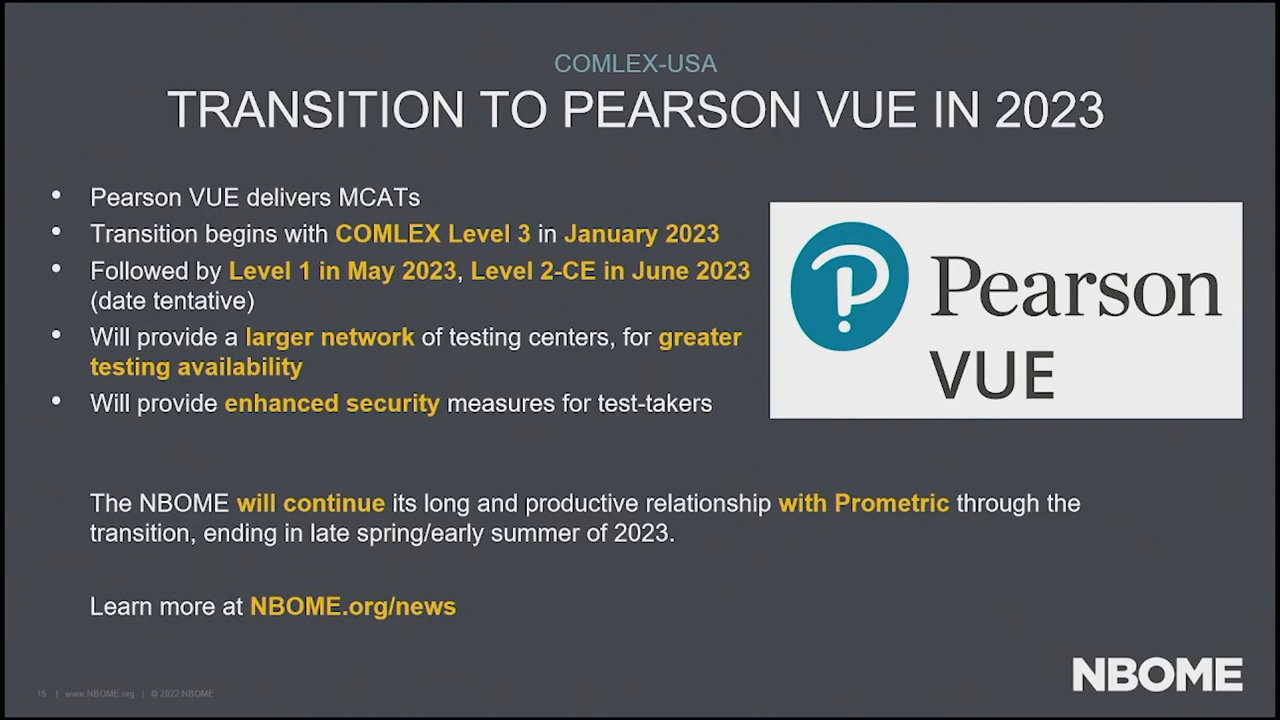 COMLEX-USA
TRANSITION TO PEARSON VUE IN 2023
• Pearson VUE delivers MCATs
• Transition begins with COMLEX Level 3 in January 2023
• Followed by Level 1 in May 2023, Level 2-CE in June 2023
(date tentative)
• Will provide a larger network of testing centers, for greater
testing availability
• Will provide enhanced security measures for test-takers
Pearson
VUE
The NBOME will continue its long and productive relationship with Prometric through the
transition, ending in late spring/early summer of 2023.
Learn more at NBOME.org/news
15 | www.NBOME.org | © 2022 NBOME
NBOME